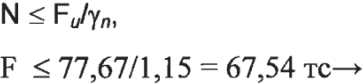 N ≤ Fu/γn,
F ≤ 77,67/1,15 = 67,54 тс→